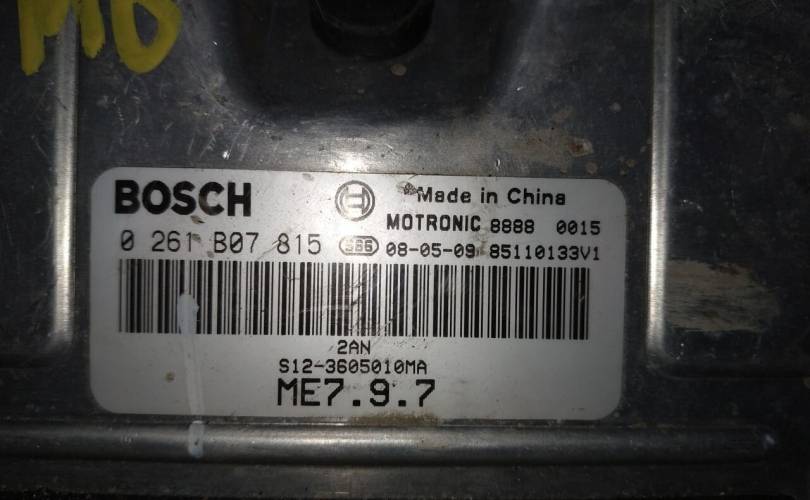 MB
BOSCH
Made in China
MOTRONIC 8888 0015
0 261 B07 815
08-05-09 85110133V1
2AN
S12-3605010MA
ME7.9.7